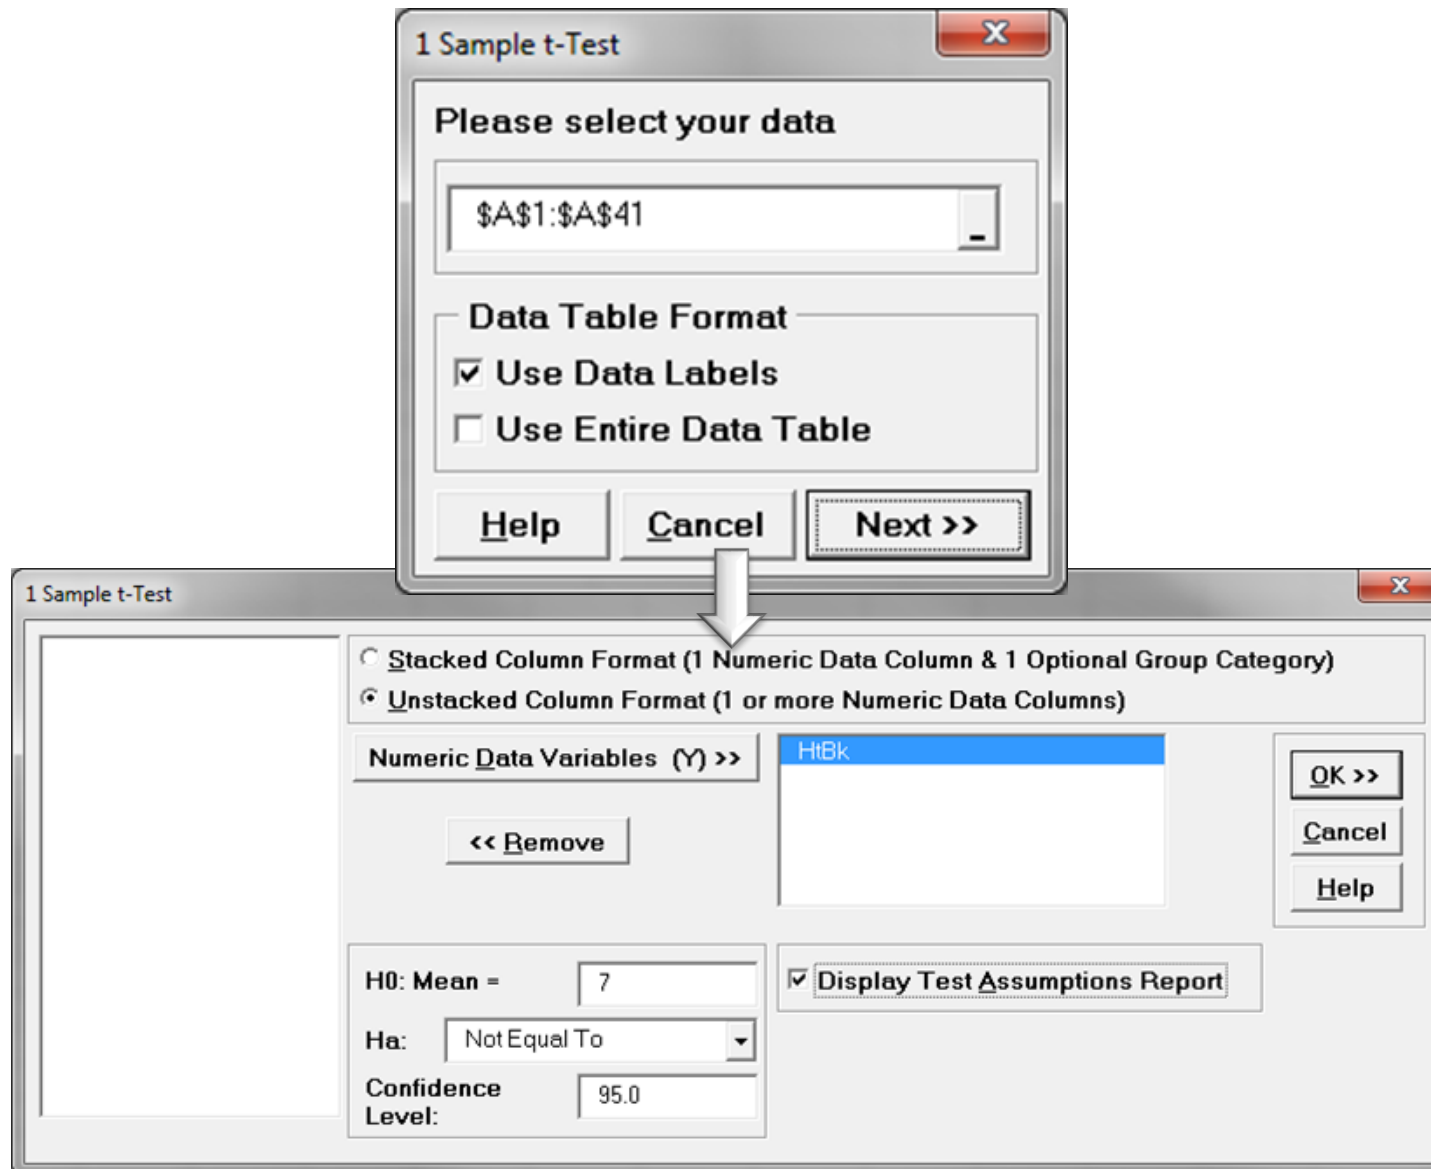 1 Sample t-Test
Please select your data
$A$1:$A$41
Data Table Format
Use Data Labels
Use Entire Data Table
Help Cancel Next >>
1 Sample t-Test
Stacked Column Format (1 Numeric Data Column & 1 Optional Group Category)
Unstacked Column Format (1 or more Numeric Data Columns)
Numeric Data Variables (Y) >>
HtBk
<< Remove
OK >>
Cancel
Help
H0: Mean = 7
Ha: Not Equal To
Confidence
Level: 95.0
Display Test Assumptions Report